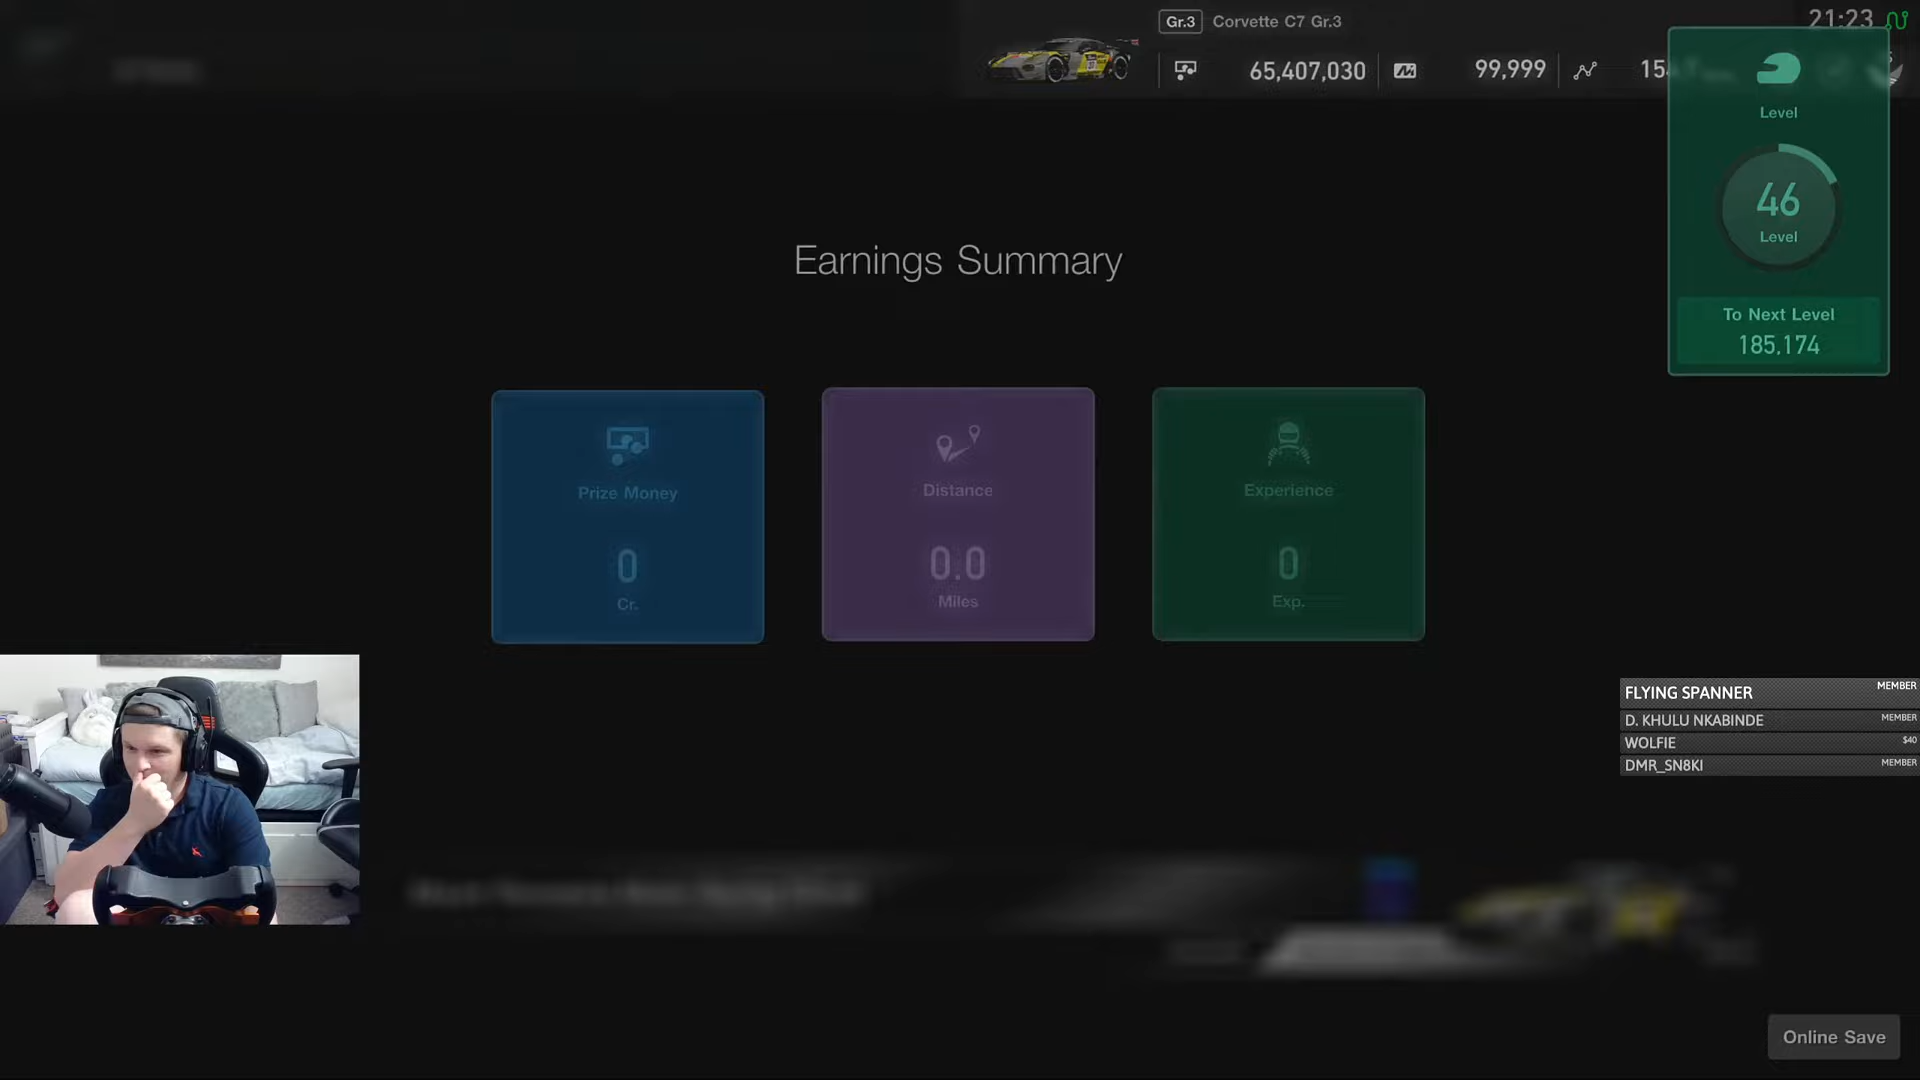 Gr.3 Corvette C7 Gr.3
21:23
65,407,030
99,999
Level
46
Level
To Next Level
185,174
Earnings Summary
Prize Money
0
Cr.
Distance
0.0
Miles
Experience
0
Exp.
FLYING SPANNER MEMBER
D. KHULU NKABINDE MEMBER
WOLFIE $40
DMR_SN8KI MEMBER
Online Save